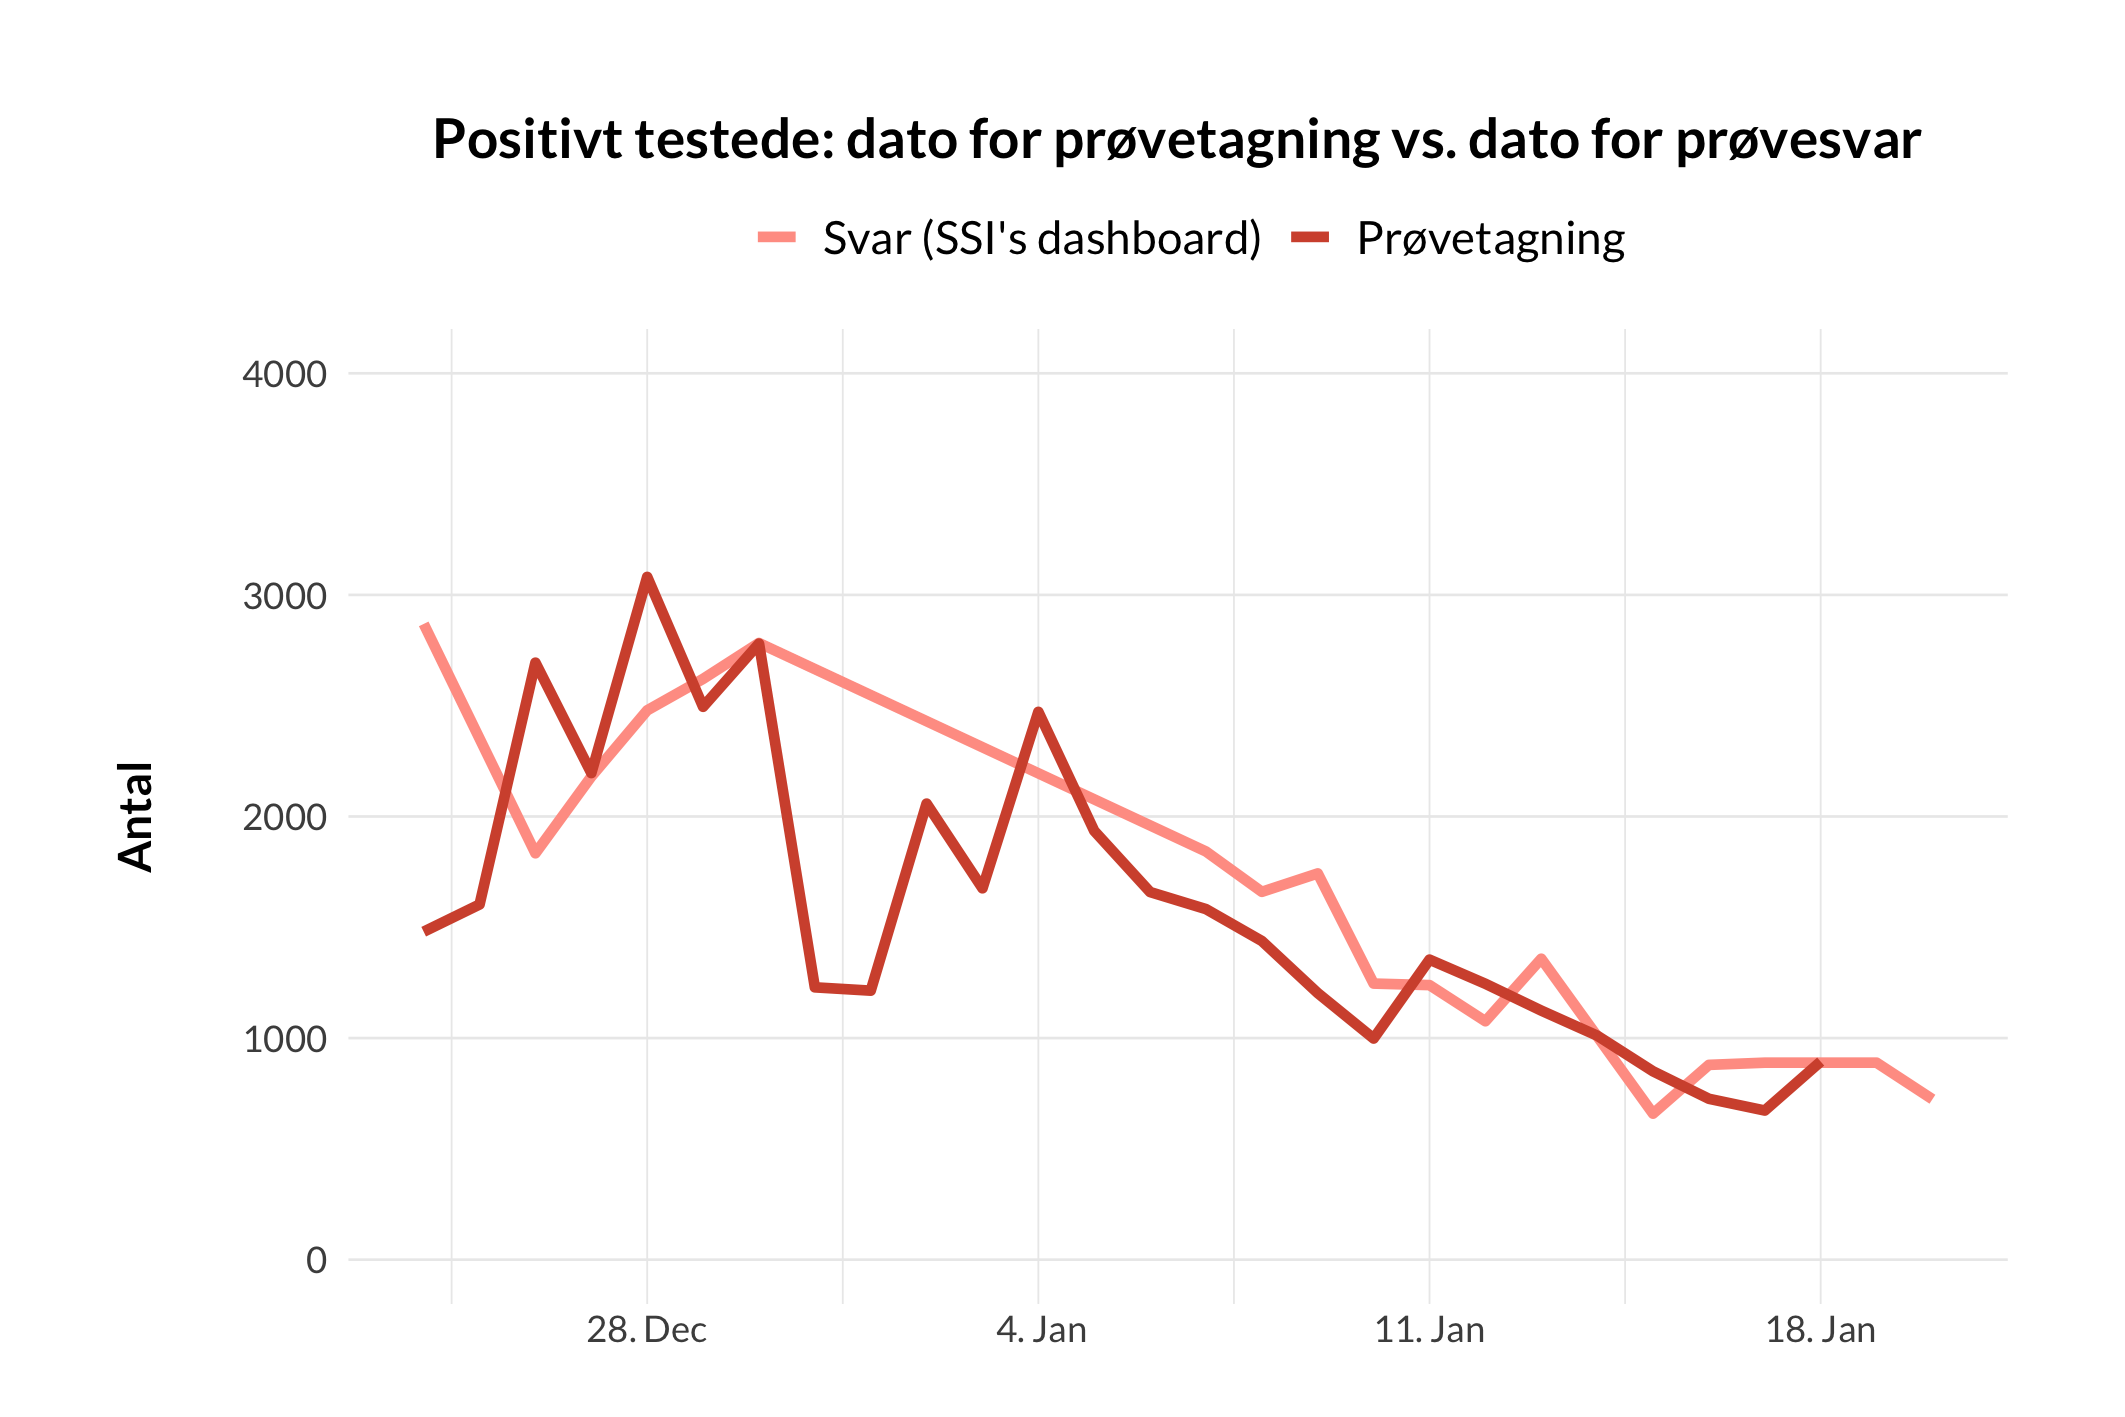 Positivt testede: dato for prøvetagning vs. dato for prøvesvar
Svar (SSI's dashboard) Prøvetagning
4000
3000
2000
1000
0
Antal
28. Dec 4. Jan 11. Jan 18. Jan